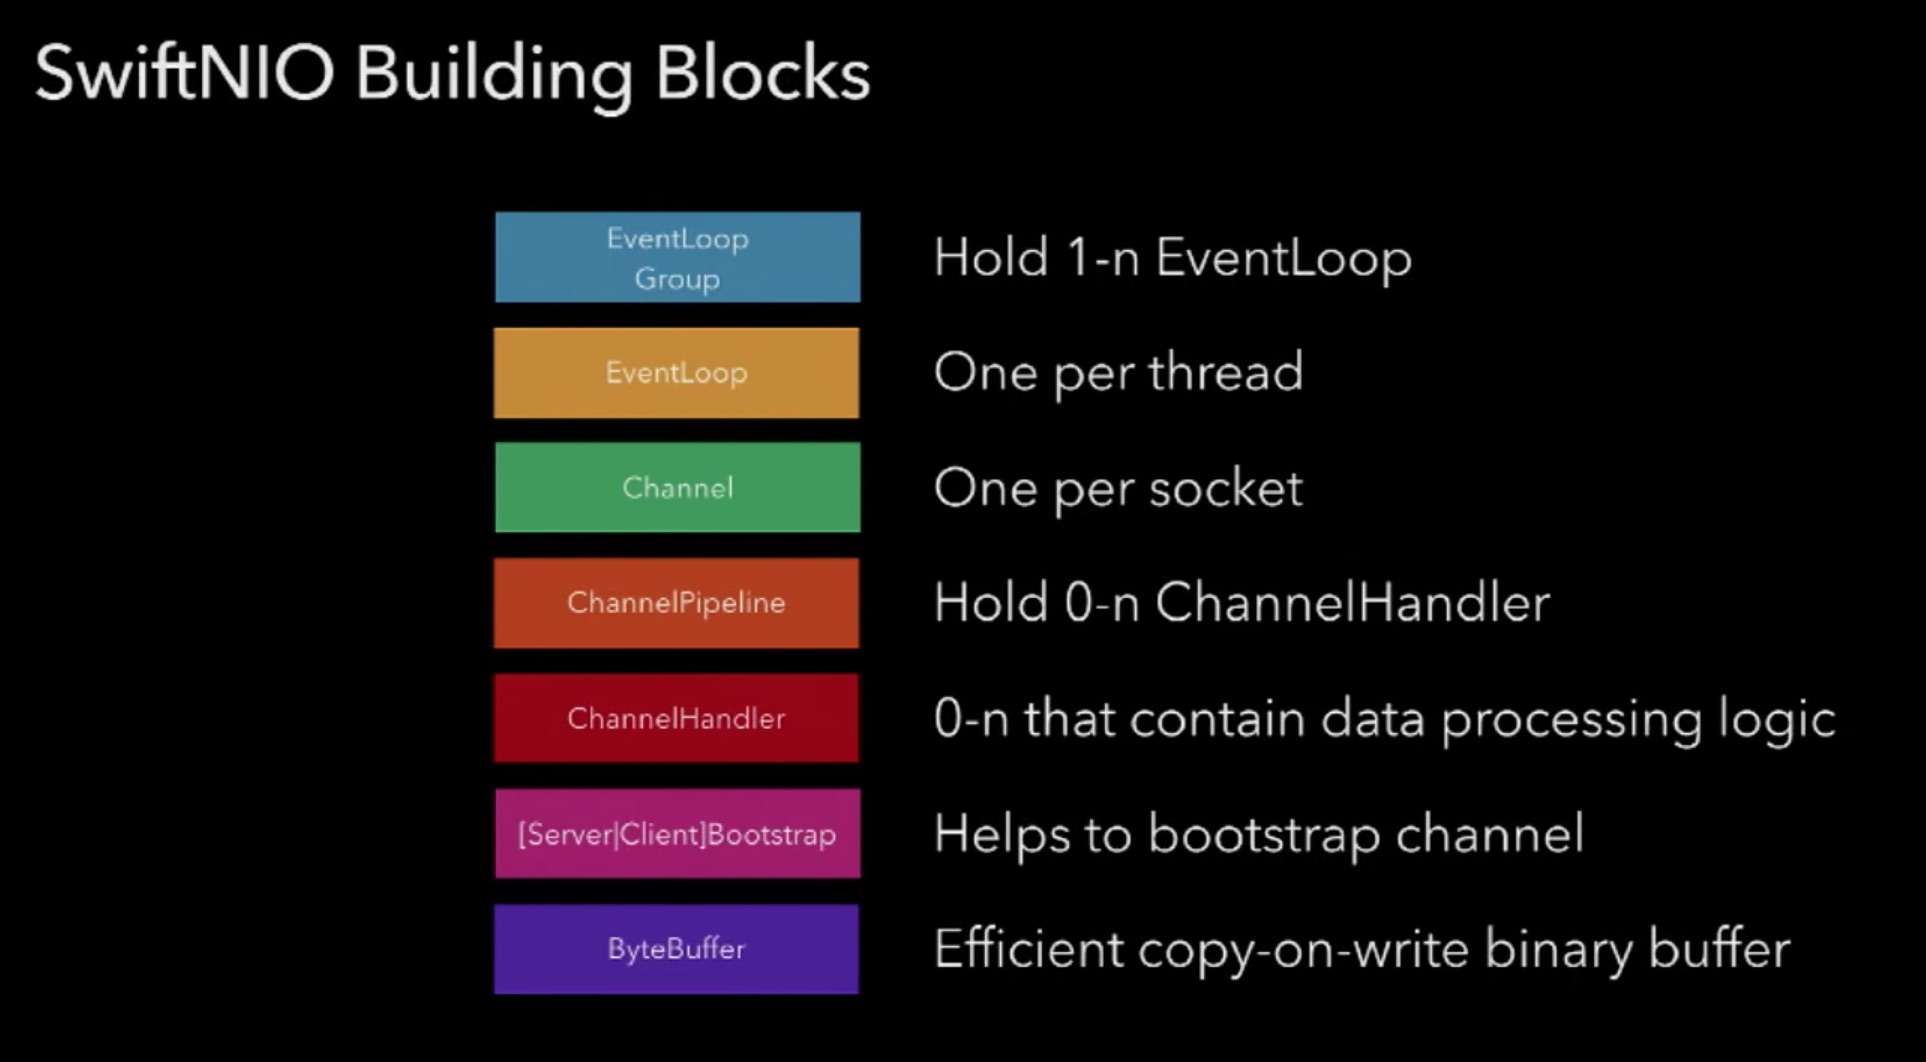 SwiftNIO Building Blocks
EventLoop
Group
Hold 1-n EventLoop
EventLoop
One per thread
Channel
One per socket
ChannelPipeline
Hold 0-n ChannelHandler
ChannelHandler
0-n that contain data processing logic
[Server|Client]Bootstrap
Helps to bootstrap channel
ByteBuffer
Efficient copy-on-write binary buffer